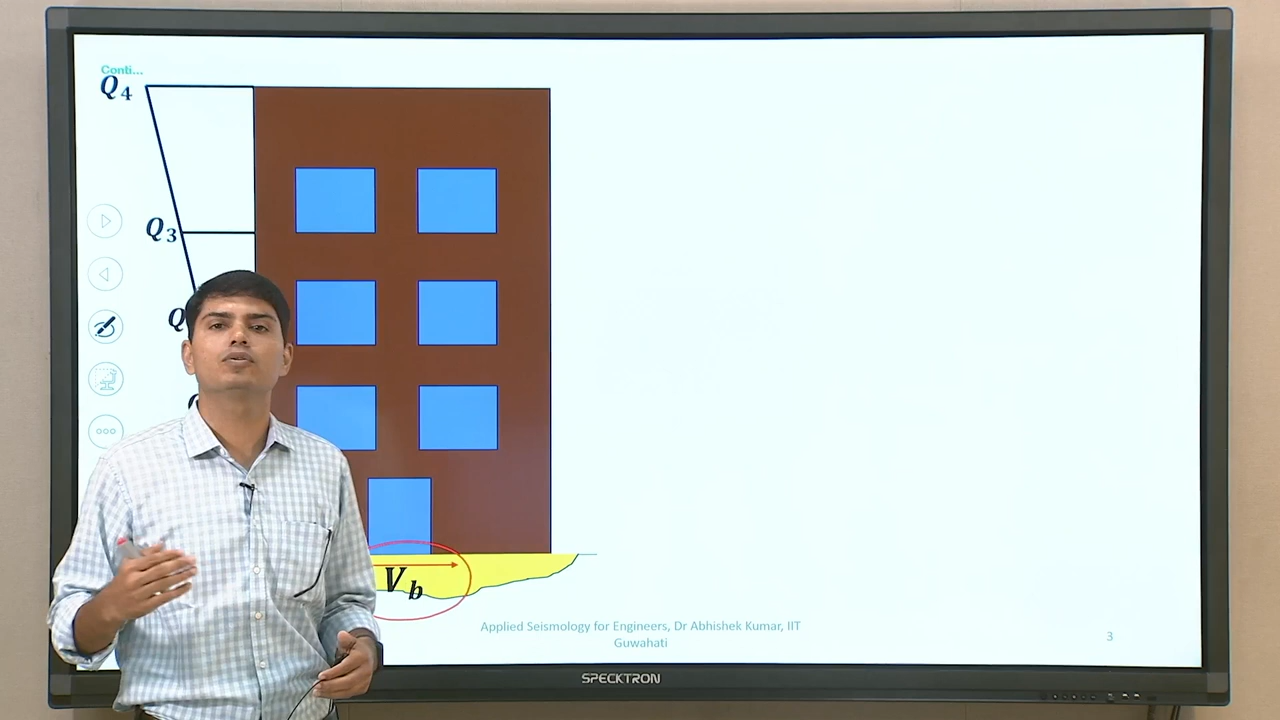 Conti...
Q4
Q3
Q
Vb
Applied Seismology for Engineers, Dr Abhishek Kumar, IIT
Guwahati
3
SPECKTRON